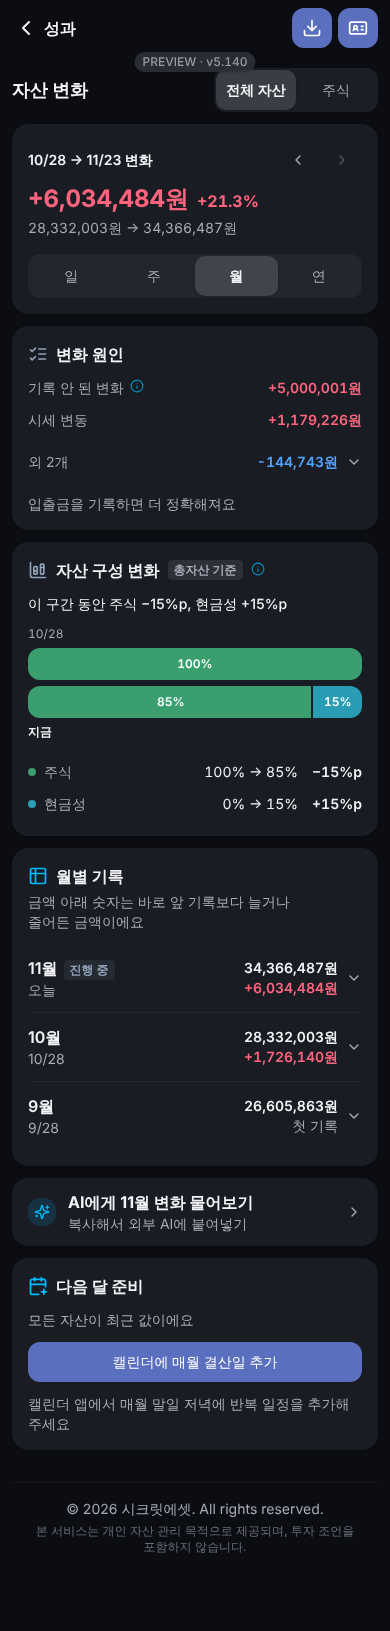 성과
PREVIEW · v5.140
자산 변화
전체 자산
주식
10/28 → 11/23 변화
+6,034,484원 +21.3%
28,332,003원 → 34,366,487원
일
주
월
연
변화 원인
기록 안 된 변화
+5,000,001원
시세 변동
+1,179,226원
외 2개
-144,743원
입출금을 기록하면 더 정확해져요
자산 구성 변화
총자산 기준
이 구간 동안 주식 −15%p, 현금성 +15%p
10/28
100%
85%
15%
지금
주식
100% → 85% −15%p
현금성
0% → 15% +15%p
월별 기록
금액 아래 숫자는 바로 앞 기록보다 늘거나
줄어든 금액이에요
11월 진행 중
34,366,487원
오늘
+6,034,484원
10월
28,332,003원
10/28
+1,726,140원
9월
26,605,863원
9/28
첫 기록
AI에게 11월 변화 물어보기
복사해서 외부 AI에 붙여넣기
다음 달 준비
모든 자산이 최근 값이에요
캘린더에 매월 결산일 추가
캘린더 앱에서 매월 말일 저녁에 반복 일정을 추가해
주세요
© 2026 시크릿에셋. All rights reserved.
본 서비스는 개인 자산 관리 목적으로 제공되며, 투자 조언을
포함하지 않습니다.